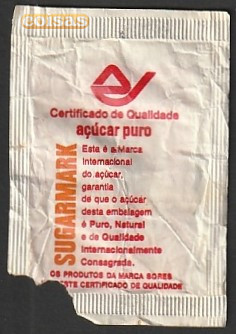 coisas
Certificado de Qualidade
açúcar puro
SUGARMARK
Esta é a Marca
Internacional
do açúcar,
garantia
de que o açúcar
desta embalagem
é Puro, Natural
e de Qualidade
Internacionalmente
Consagrada.
OS PRODUTOS DA MARCA SORES
ESTE CERTIFICADO DE QUALIDADE